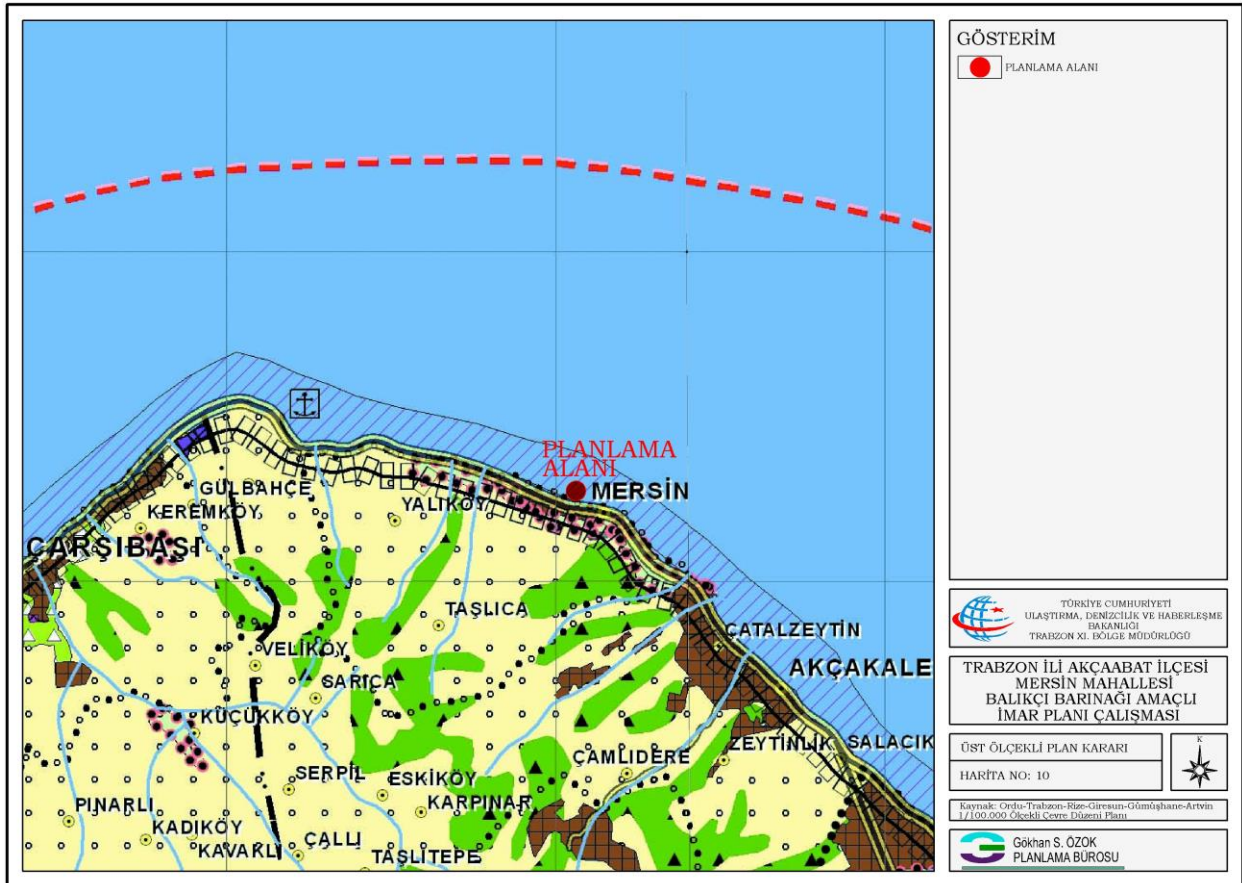 GÖSTERİM
PLANLAMA ALANI
PLANLAMA
ALANI
MERSİN
GÜLBAHÇE
YALIKÖY
KEREMKÖY
ÇARŞIBAŞI
TAŞLICA
ÇATALZEYTİN
VELİKÖY
AKÇAKALE
SARICA
KÜÇÜKKÖY
ZEYTİNLİK
SALACIK
ÇAMLIDERE
SERPİL
ESKİKÖY
KARPINAR
PINARLI
KADIKÖY
ÇALLI
KAVAKLI
TAŞLITEPE
TÜRKİYE CUMHURİYETİ
ULAŞTIRMA, DENİZCİLİK VE HABERLEŞME
BAKANLIĞI
TRABZON XI. BÖLGE MÜDÜRLÜĞÜ
TRABZON İLİ AKÇAABAT İLÇESİ
MERSİN MAHALLESİ
BALIKÇI BARINAĞI AMAÇLI
İMAR PLANI ÇALIŞMASI
ÜST ÖLÇEKLİ PLAN KARARI
HARİTA NO: 10
K
Kaynak: Ordu-Trabzon-Rize-Giresun-Gümüşhane-Artvin
1/100.000 Ölçekli Çevre Düzeni Planı
Gökhan S. ÖZOK
PLANLAMA BÜROSU